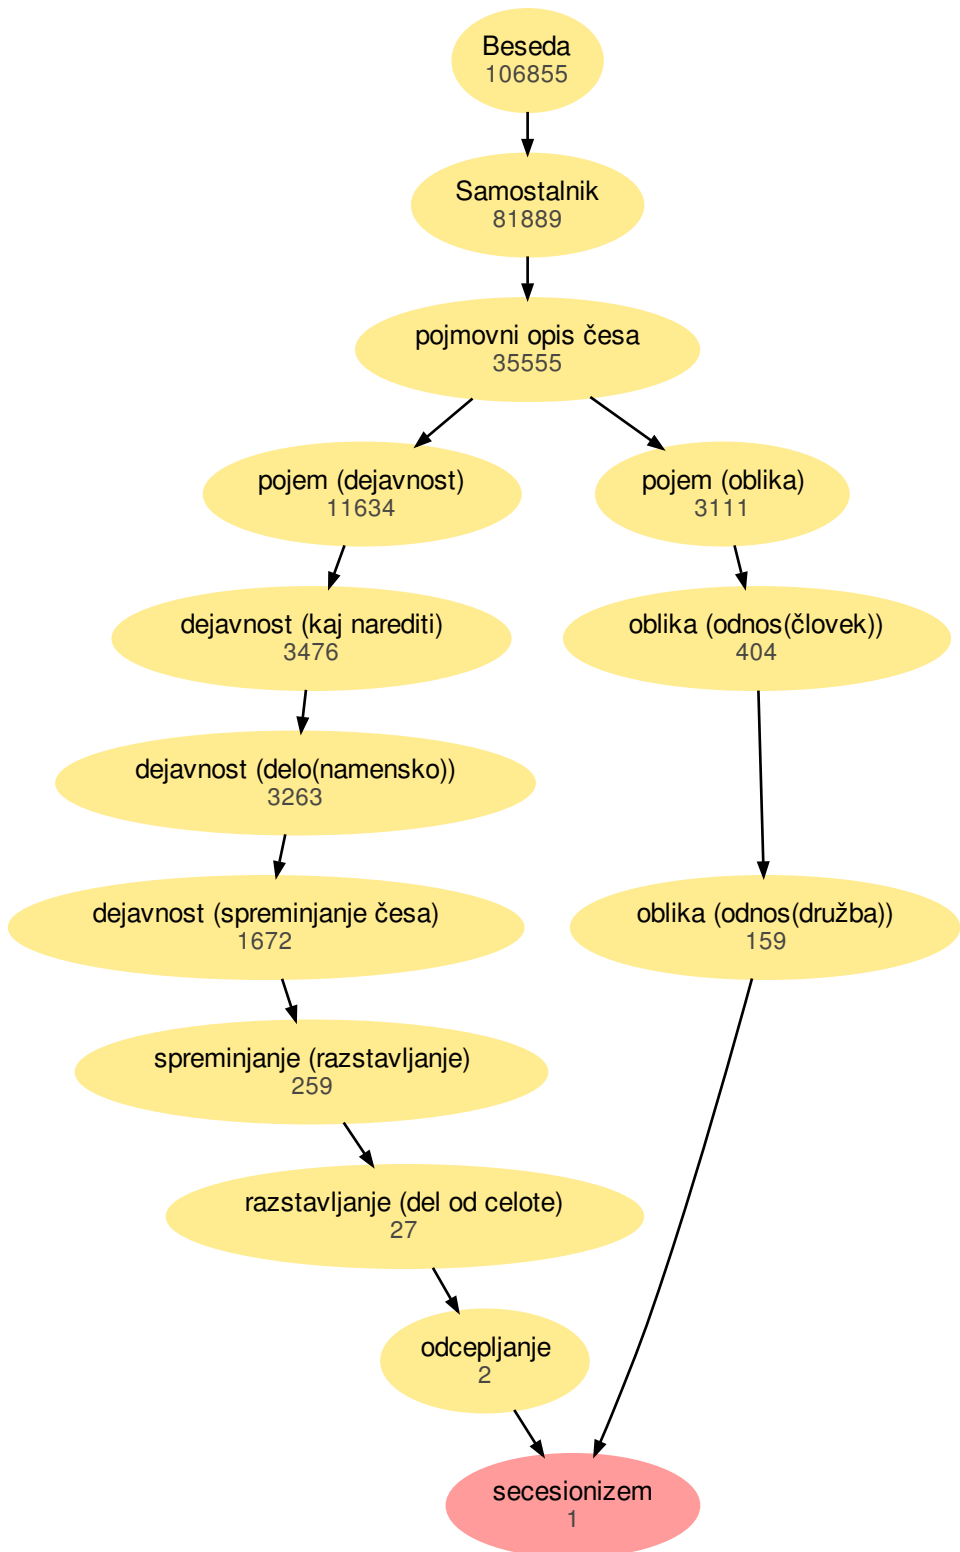 Beseda
106855
Samostalnik
81889
pojmovni opis česa
35555
pojem (dejavnost)
11634
pojem (oblika)
3111
dejavnost (kaj narediti)
3476
oblika (odnos(človek))
404
dejavnost (delo(namensko))
3263
dejavnost (spreminjanje česa)
1672
oblika (odnos(družba))
159
spreminjanje (razstavljanje)
259
razstavljanje (del od celote)
27
odcepljanje
2
secesionizem
1